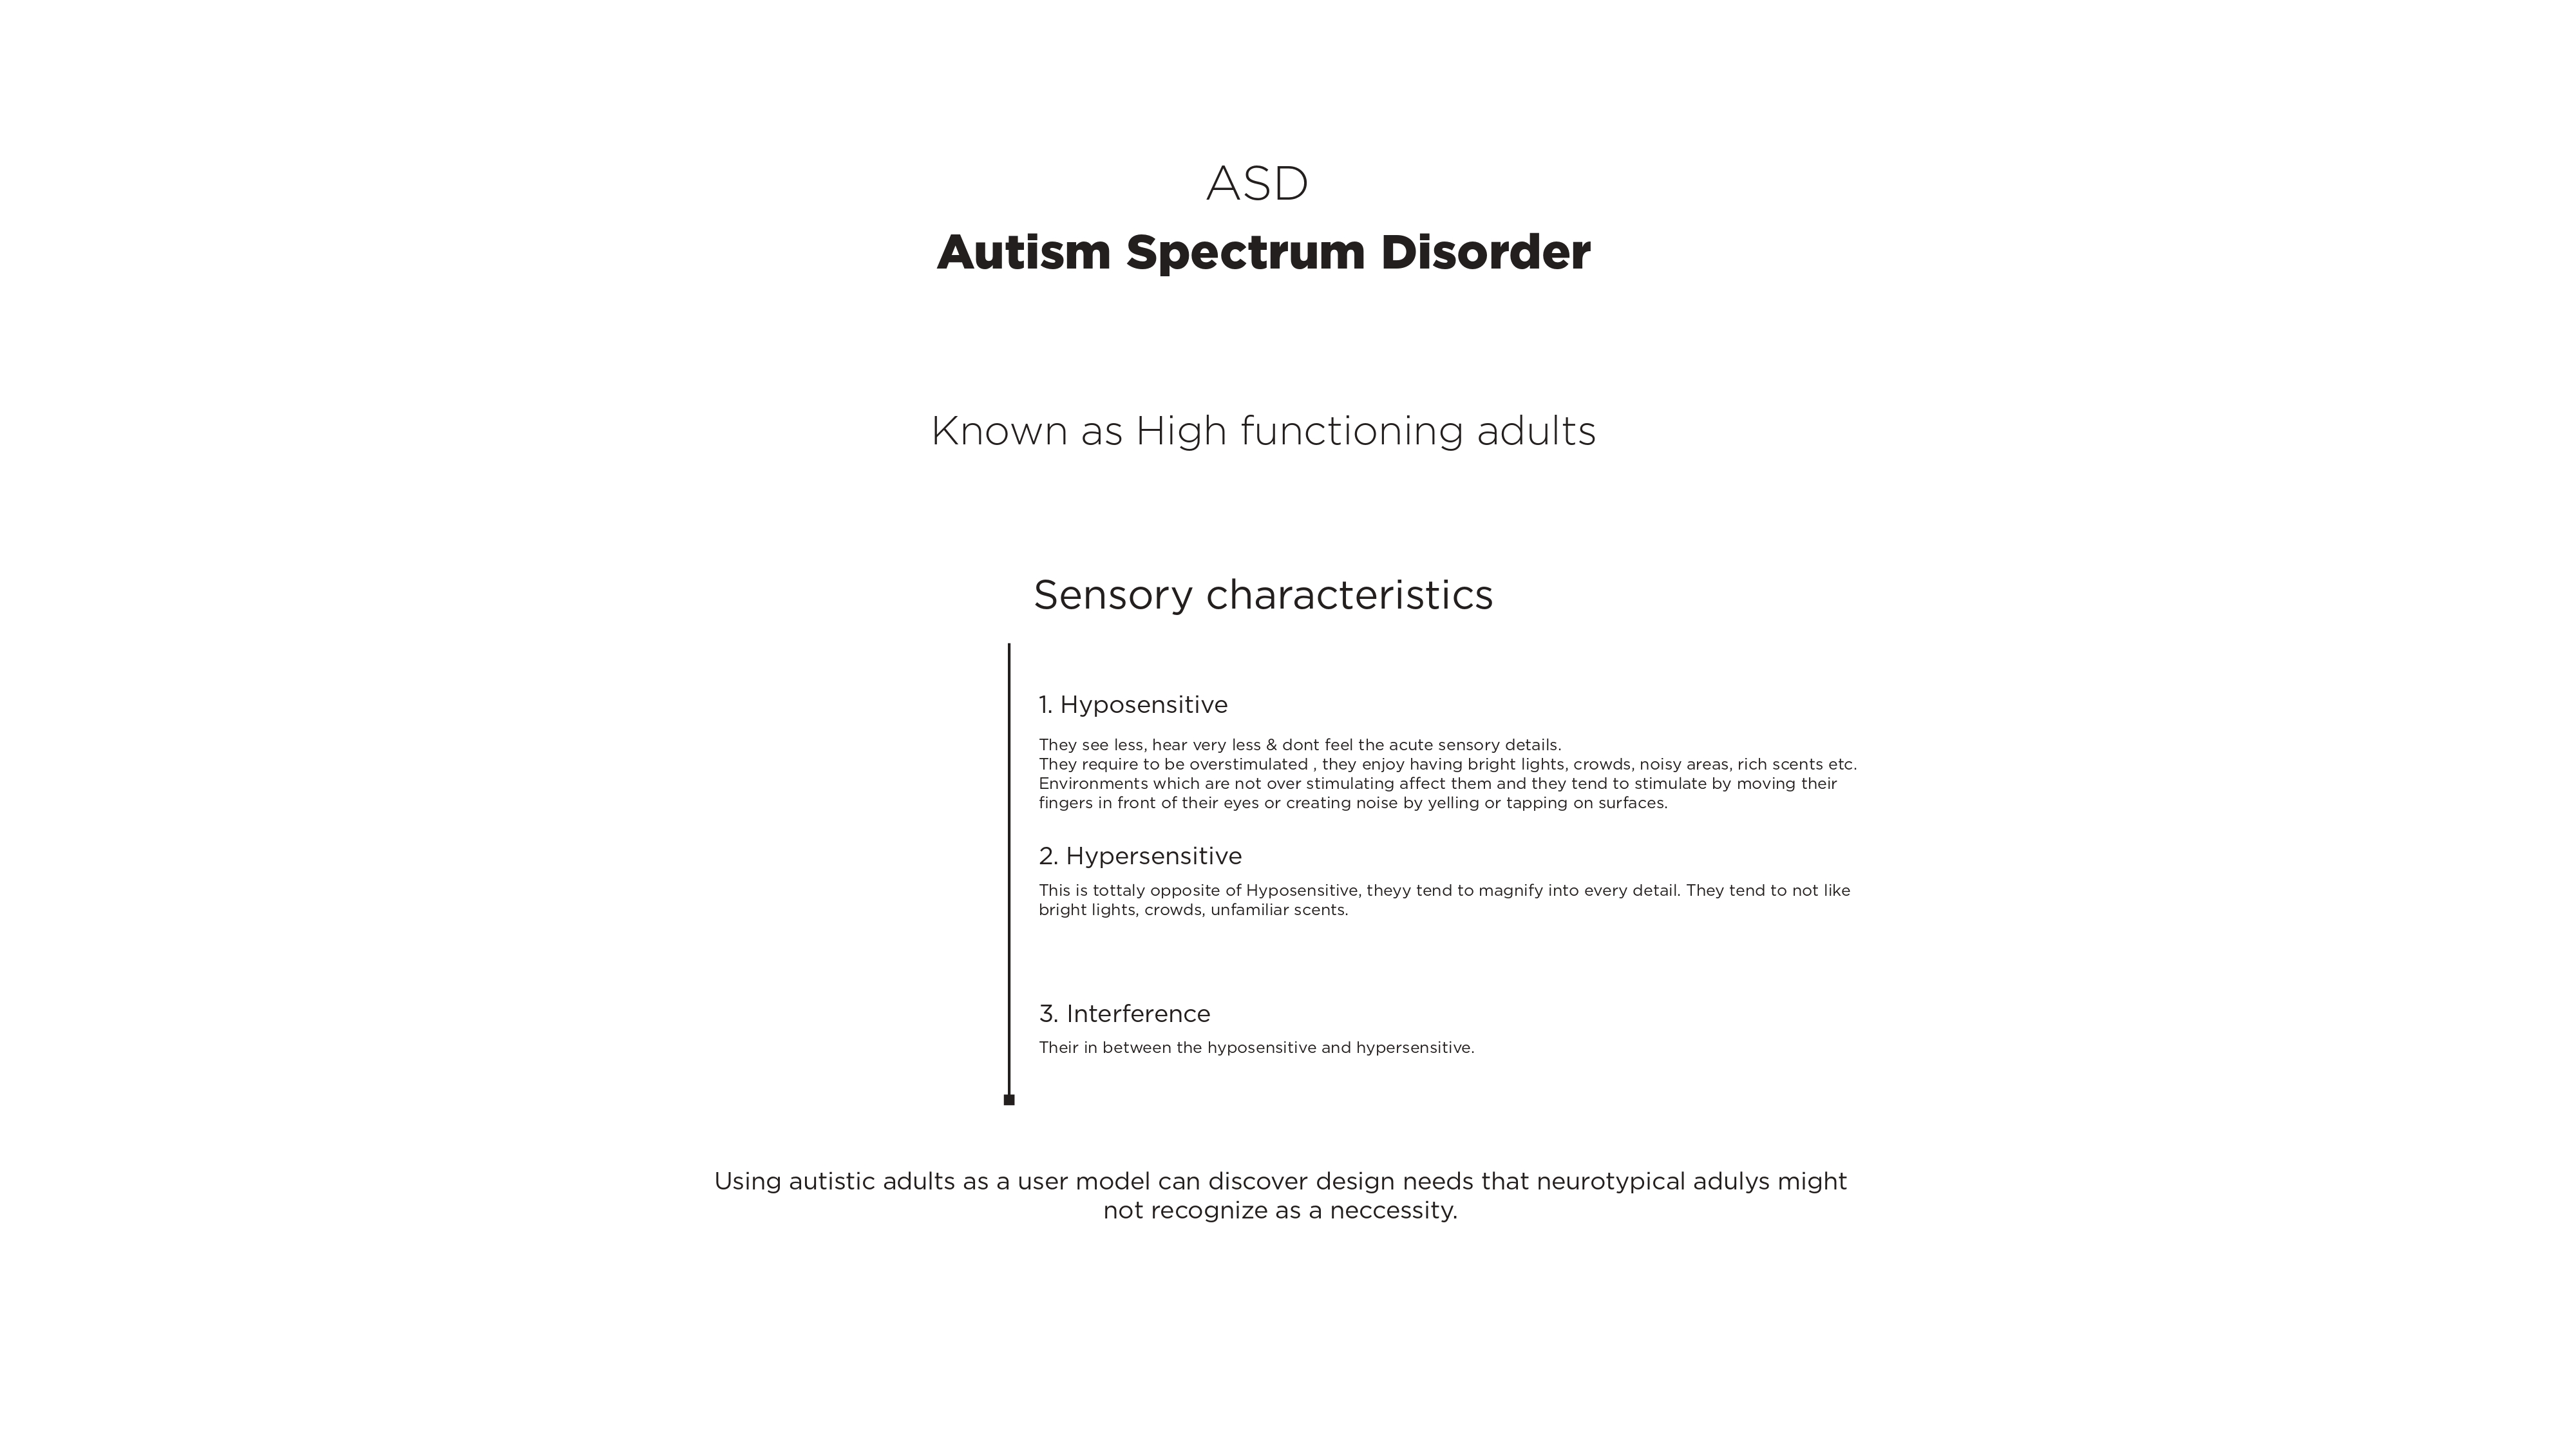 ASD
Autism Spectrum Disorder
Known as High functioning adults
Sensory characteristics
1. Hyposensitive
They see less, hear very less & dont feel the acute sensory details.
They require to be overstimulated , they enjoy having bright lights, crowds, noisy areas, rich scents etc.
Environments which are not over stimulating affect them and they tend to stimulate by moving their
fingers in front of their eyes or creating noise by yelling or tapping on surfaces.
2. Hypersensitive
This is tottaly opposite of Hyposensitive, theyy tend to magnify into every detail. They tend to not like
bright lights, crowds, unfamiliar scents.
3. Interference
Their in between the hyposensitive and hypersensitive.
Using autistic adults as a user model can discover design needs that neurotypical adulys might
not recognize as a neccessity.